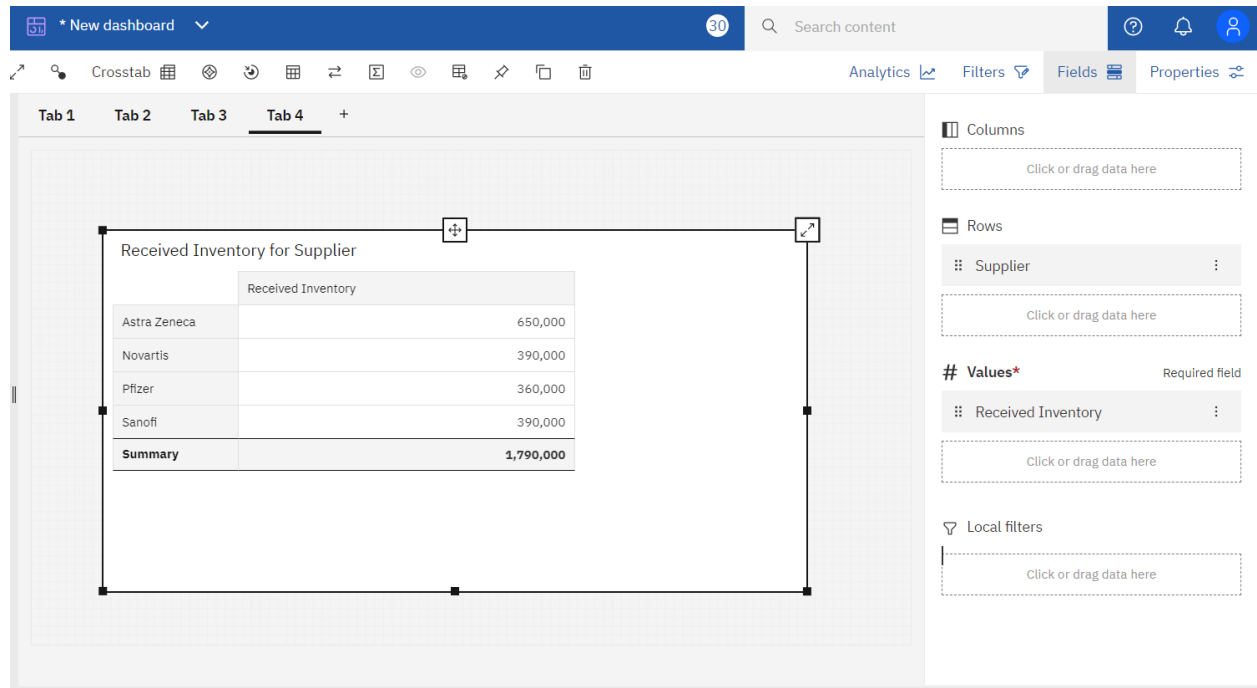 * New dashboard
30
Search content
Crosstab
Analytics
Filters
Fields
Properties
Tab 1
Tab 2
Tab 3
Tab 4
+
Received Inventory for Supplier
Received Inventory
Astra Zeneca 650,000
Novartis 390,000
Pfizer 360,000
Sanofi 390,000
Summary 1,790,000
Columns
Click or drag data here
Rows
Supplier
Click or drag data here
# Values* Required field
Received Inventory
Click or drag data here
Local filters
Click or drag data here